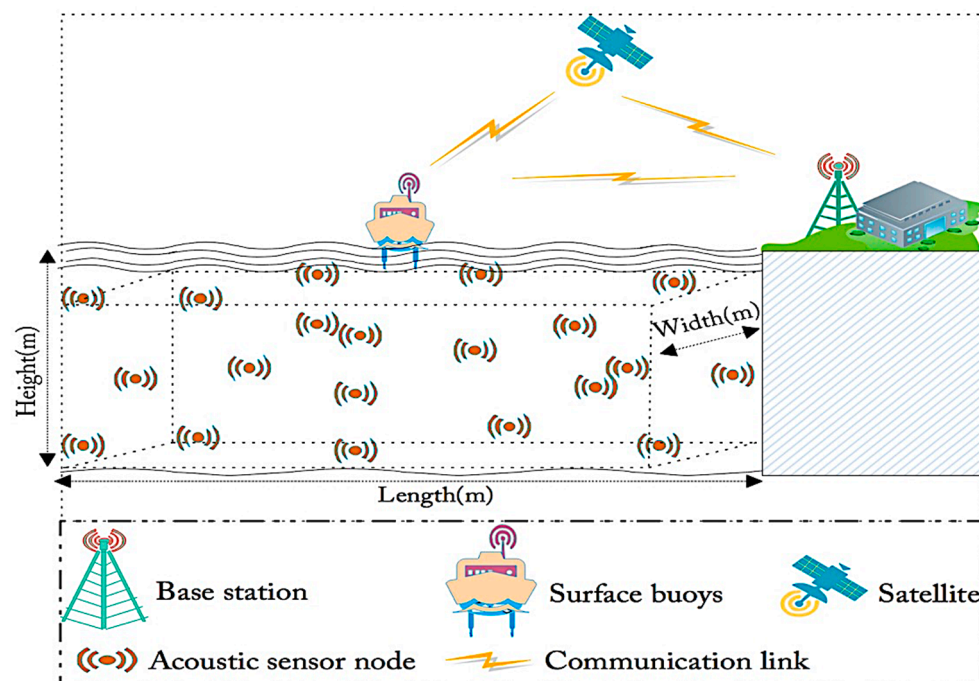 Width(m)
Height(m)
Length(m)
Base station
Surface buoys
Satellite
Acoustic sensor node
Communication link